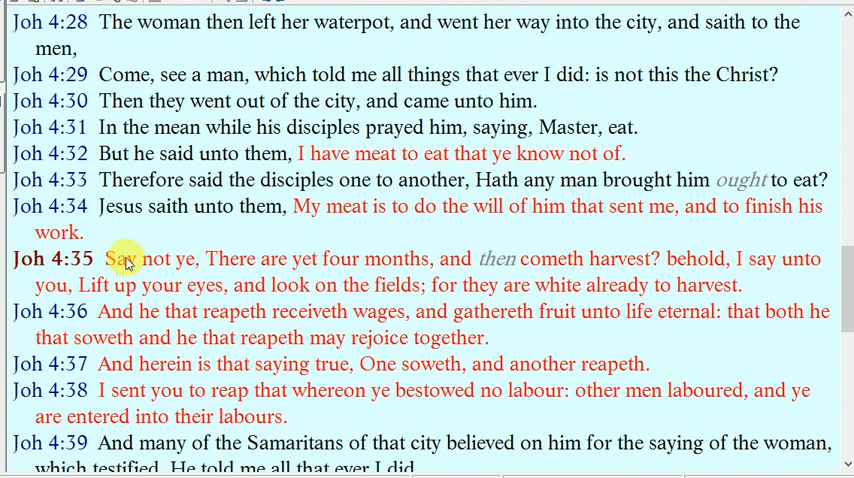 Joh 4:28 The woman then left her waterpot, and went her way into the city, and saith to the
men,
Joh 4:29 Come, see a man, which told me all things that ever I did: is not this the Christ?
Joh 4:30 Then they went out of the city, and came unto him.
Joh 4:31 In the mean while his disciples prayed him, saying, Master, eat.
Joh 4:32 But he said unto them, I have meat to eat that ye know not of.
Joh 4:33 Therefore said the disciples one to another, Hath any man brought him ought to eat?
Joh 4:34 Jesus saith unto them, My meat is to do the will of him that sent me, and to finish his
work.
Joh 4:35 Say not ye, There are yet four months, and then cometh harvest? behold, I say unto
you, Lift up your eyes, and look on the fields; for they are white already to harvest.
Joh 4:36 And he that reapeth receiveth wages, and gathereth fruit unto life eternal: that both he
that soweth and he that reapeth may rejoice together.
Joh 4:37 And herein is that saying true, One soweth, and another reapeth.
Joh 4:38 I sent you to reap that whereon ye bestowed no labour: other men laboured, and ye
are entered into their labours.
Joh 4:39 And many of the Samaritans of that city believed on him for the saying of the woman,
which testified, He told me all that ever I did.